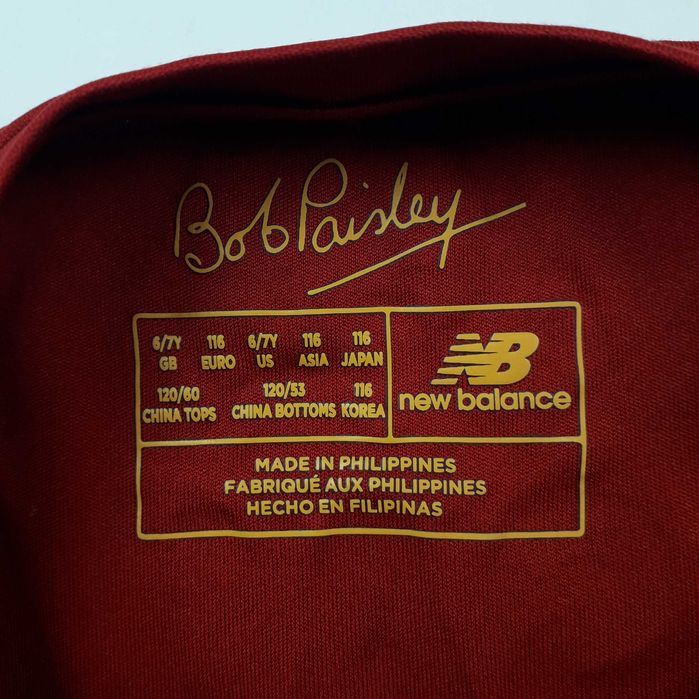 Bob Paisley
6/7Y 116 6/7Y 116 116
GB EURO US ASIA JAPAN
120/60 120/53 116
CHINA TOPS CHINA BOTTOMS KOREA
NB
new balance
MADE IN PHILIPPINES
FABRIQUÉ AUX PHILIPPINES
HECHO EN FILIPINAS